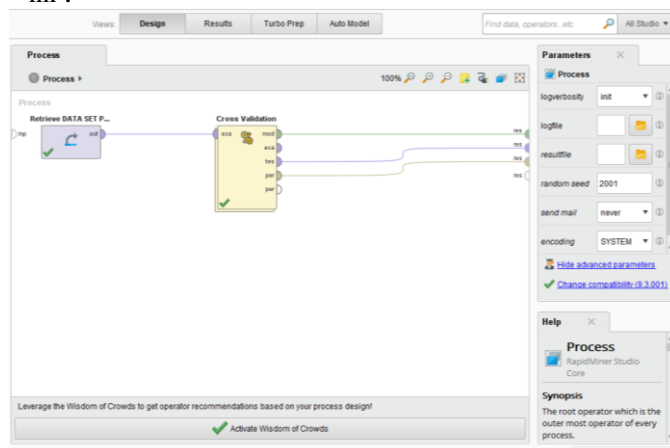 Views: Design Results Turbo Prep Auto Model Find data, operators...etc All Studio
Process
Process
100%
Process
Retrieve DATA SET P...
inp
out
Cross Validation
exa
mod
exa
tes
per
per
res
res
res
res
Leverage the Wisdom of Crowds to get operator recommendations based on your process design!
Activate Wisdom of Crowds
Parameters
Process
logverbosity init
logfile
resultfile
random seed 2001
send mail never
encoding SYSTEM
Hide advanced parameters
Change compatibility (9.3.001)
Help
Process
RapidMiner Studio
Core
Synopsis
The root operator which is the
outer most operator of every
process.